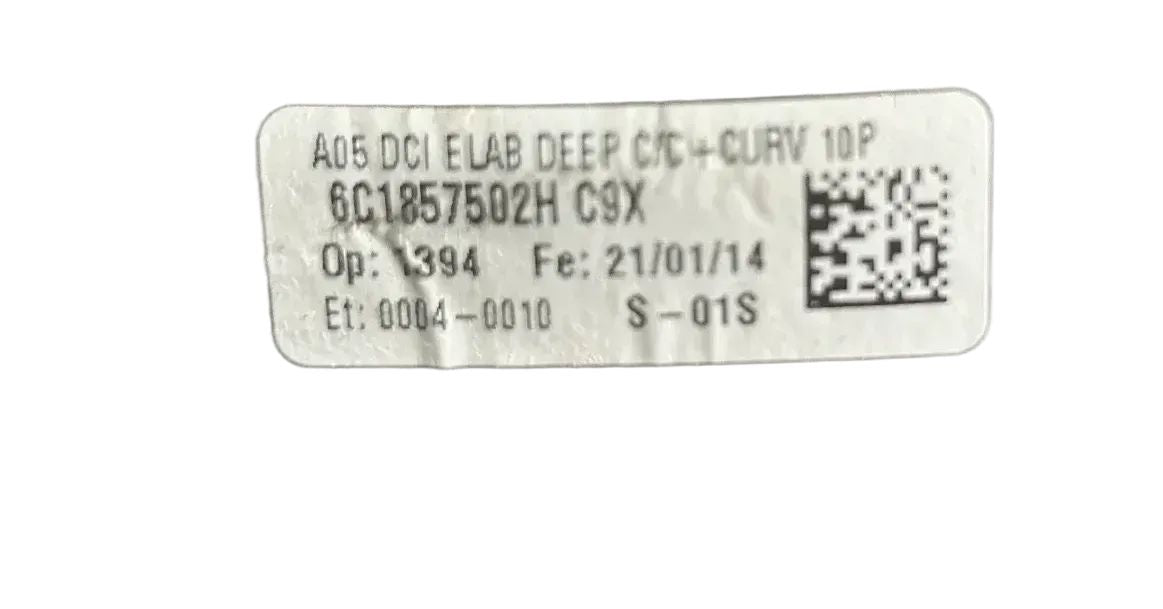 A05 DCI ELAB DEEP C/C+CURV 10P
6C1857502H C9X
Op: 1394 Fe: 21/01/14
Et: 0004-0010 S-01S